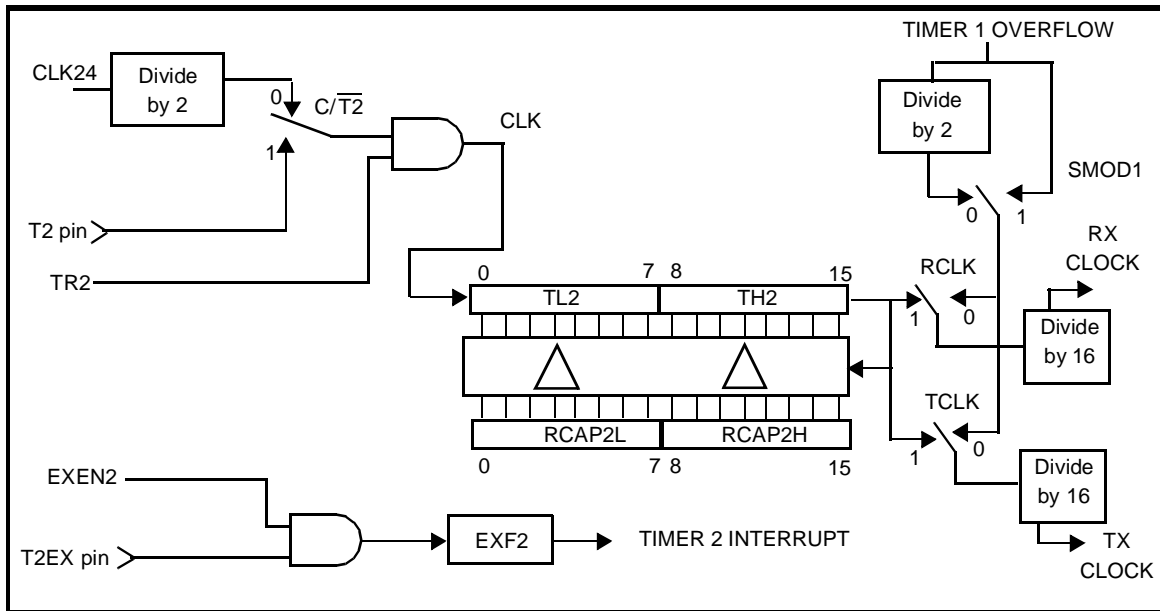 TIMER 1 OVERFLOW
CLK24
Divide
by 2
0
C/T2
1
CLK
Divide
by 2
SMOD1
0
1
T2 pin
TR2
0
7
8
15
TL2
TH2
RCLK
1
0
RX
CLOCK
Divide
by 16
RCAP2L
RCAP2H
0
7
8
15
TCLK
1
0
Divide
by 16
TX
CLOCK
EXEN2
T2EX pin
EXF2
TIMER 2 INTERRUPT